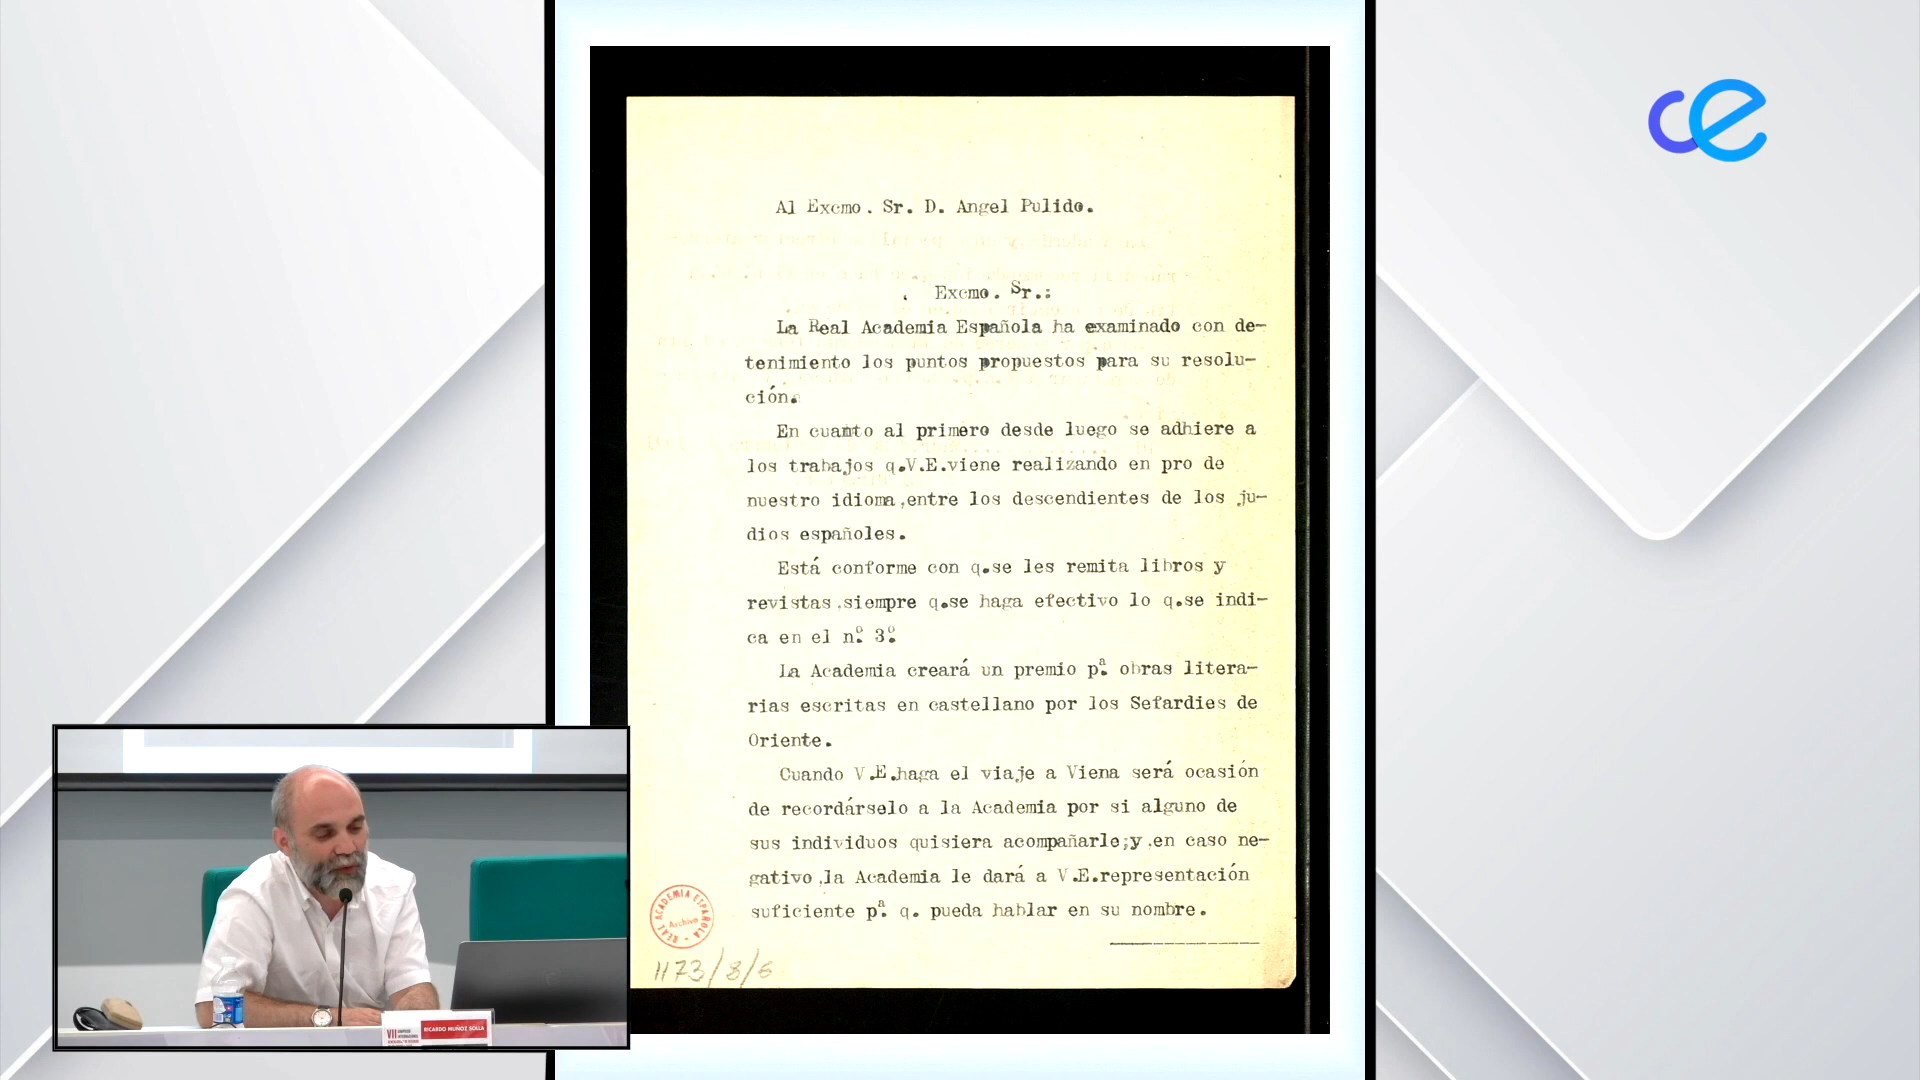 Al Excmo. Sr. D. Angel Pulido.
Excmo. Sr.:
La Real Academia Española ha examinado con de-
tenimiento los puntos propuestos para su resolu-
ción.
En cuanto al primero desde luego se adhiere a
los trabajos q.V.E.viene realizando en pro de
nuestro idioma,entre los descendientes de los ju-
dios españoles.
Está conforme con q.se les remita libros y
revistas,siempre q.se haga efectivo lo q.se indi-
ca en el nº. 3º.
La Academia creará un premio pª. obras litera-
rias escritas en castellano por los Sefardies de
Oriente.
Cuando V.E.haga el viaje a Viena será ocasión
de recordárselo a la Academia por si alguno de
sus individuos quisiera acompañarle;y,en caso ne-
gativo,la Academia le dará a V.E.representación
suficiente pª. q. pueda hablar en su nombre.
REAL ACADEMIA ESPAÑOLA
Archivo
1173/8/6
ce
VII SIMPOSIO
INTERNACIONAL
RICARDO MUÑOZ SOLLA